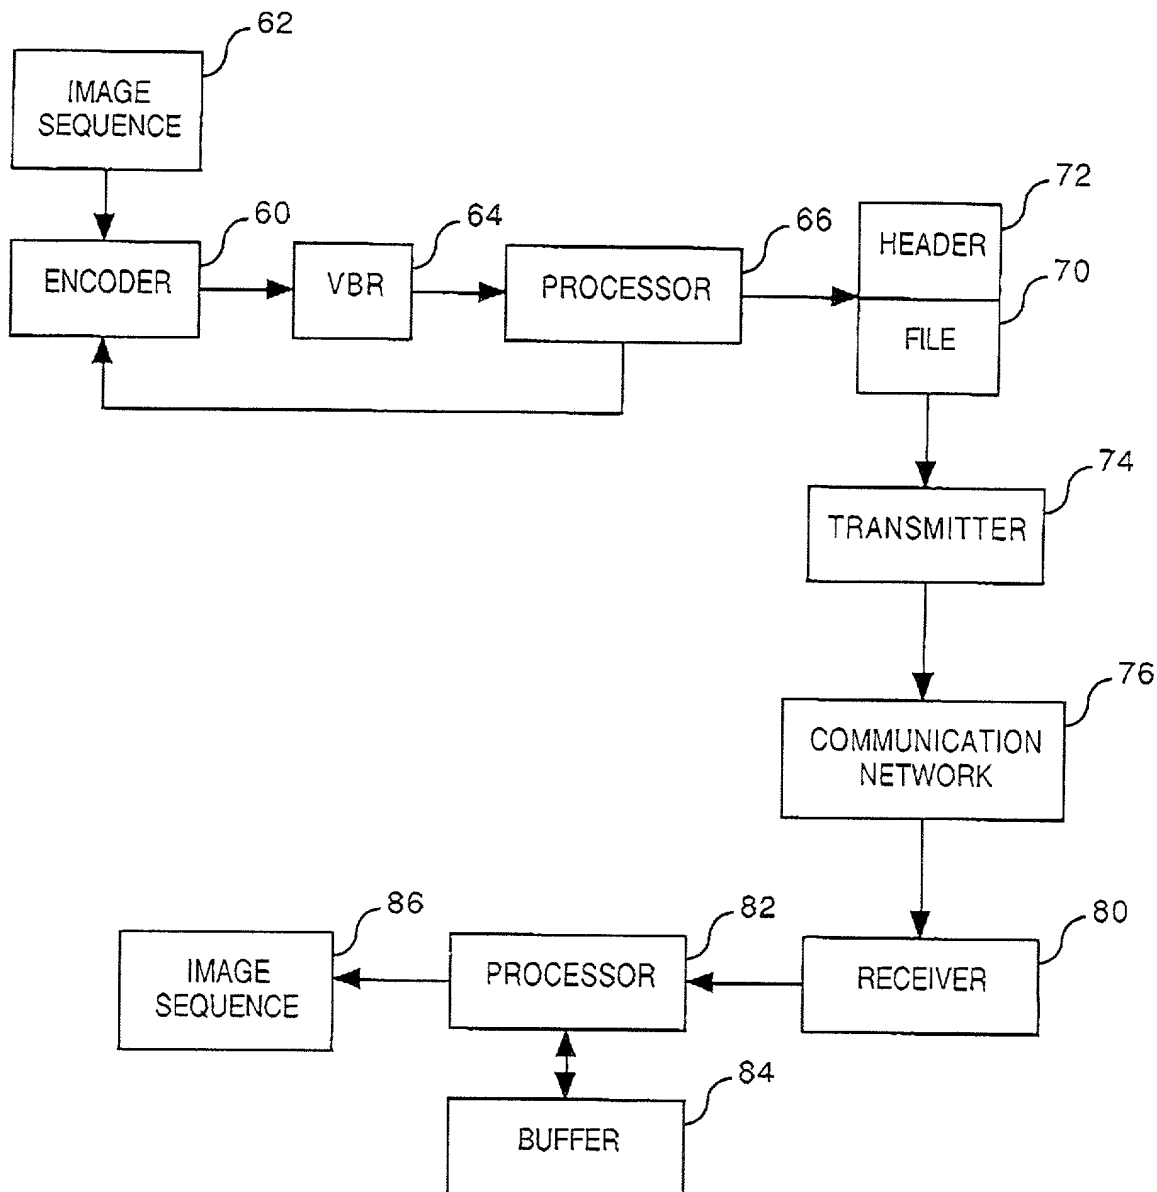 62
IMAGE
SEQUENCE
60
ENCODER
64
VBR
66
PROCESSOR
72
HEADER
70
FILE
74
TRANSMITTER
76
COMMUNICATION
NETWORK
80
RECEIVER
82
PROCESSOR
86
IMAGE
SEQUENCE
84
BUFFER